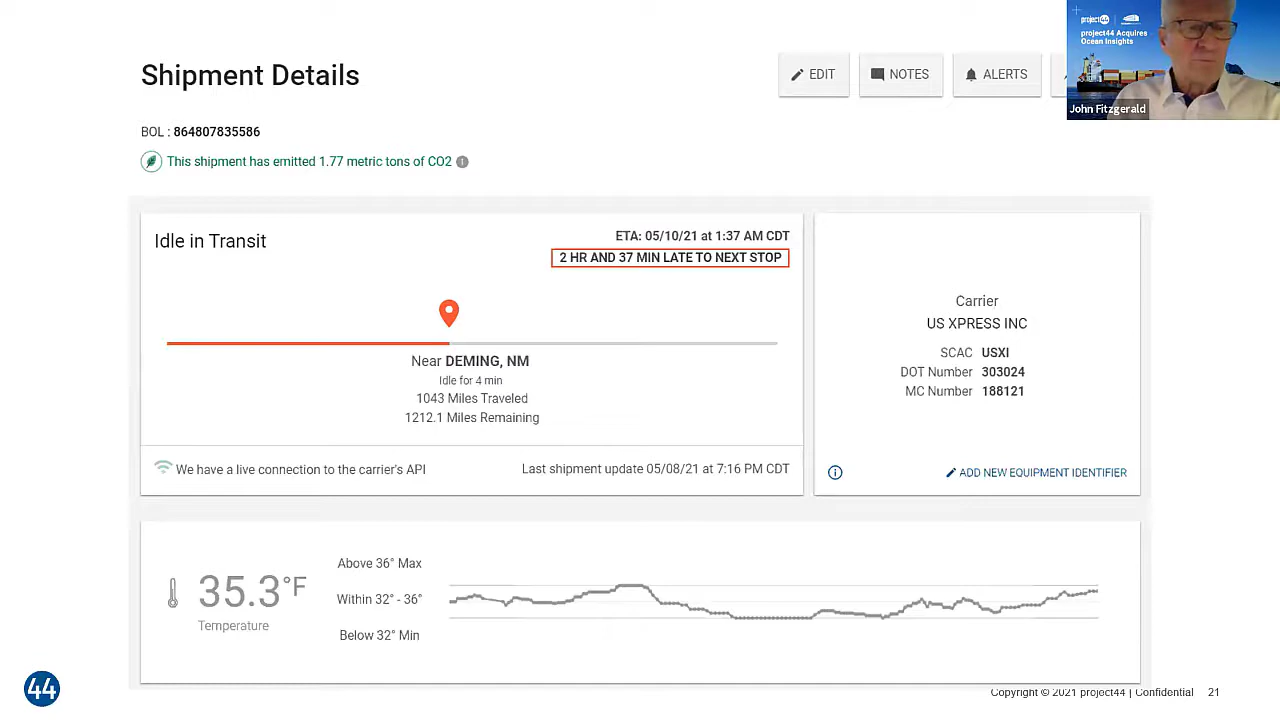 project44
project44 Acquires
Ocean Insights
John Fitzgerald
Shipment Details
EDIT
NOTES
ALERTS
BOL : 864807835586
This shipment has emitted 1.77 metric tons of CO2
Idle in Transit
ETA: 05/10/21 at 1:37 AM CDT
2 HR AND 37 MIN LATE TO NEXT STOP
Near DEMING, NM
Idle for 4 min
1043 Miles Traveled
1212.1 Miles Remaining
We have a live connection to the carrier's API
Last shipment update 05/08/21 at 7:16 PM CDT
Carrier
US XPRESS INC
SCAC USXI
DOT Number 303024
MC Number 188121
ADD NEW EQUIPMENT IDENTIFIER
35.3°F
Temperature
Above 36° Max
Within 32° - 36°
Below 32° Min
44
Copyright © 2021 project44 | Confidential 21